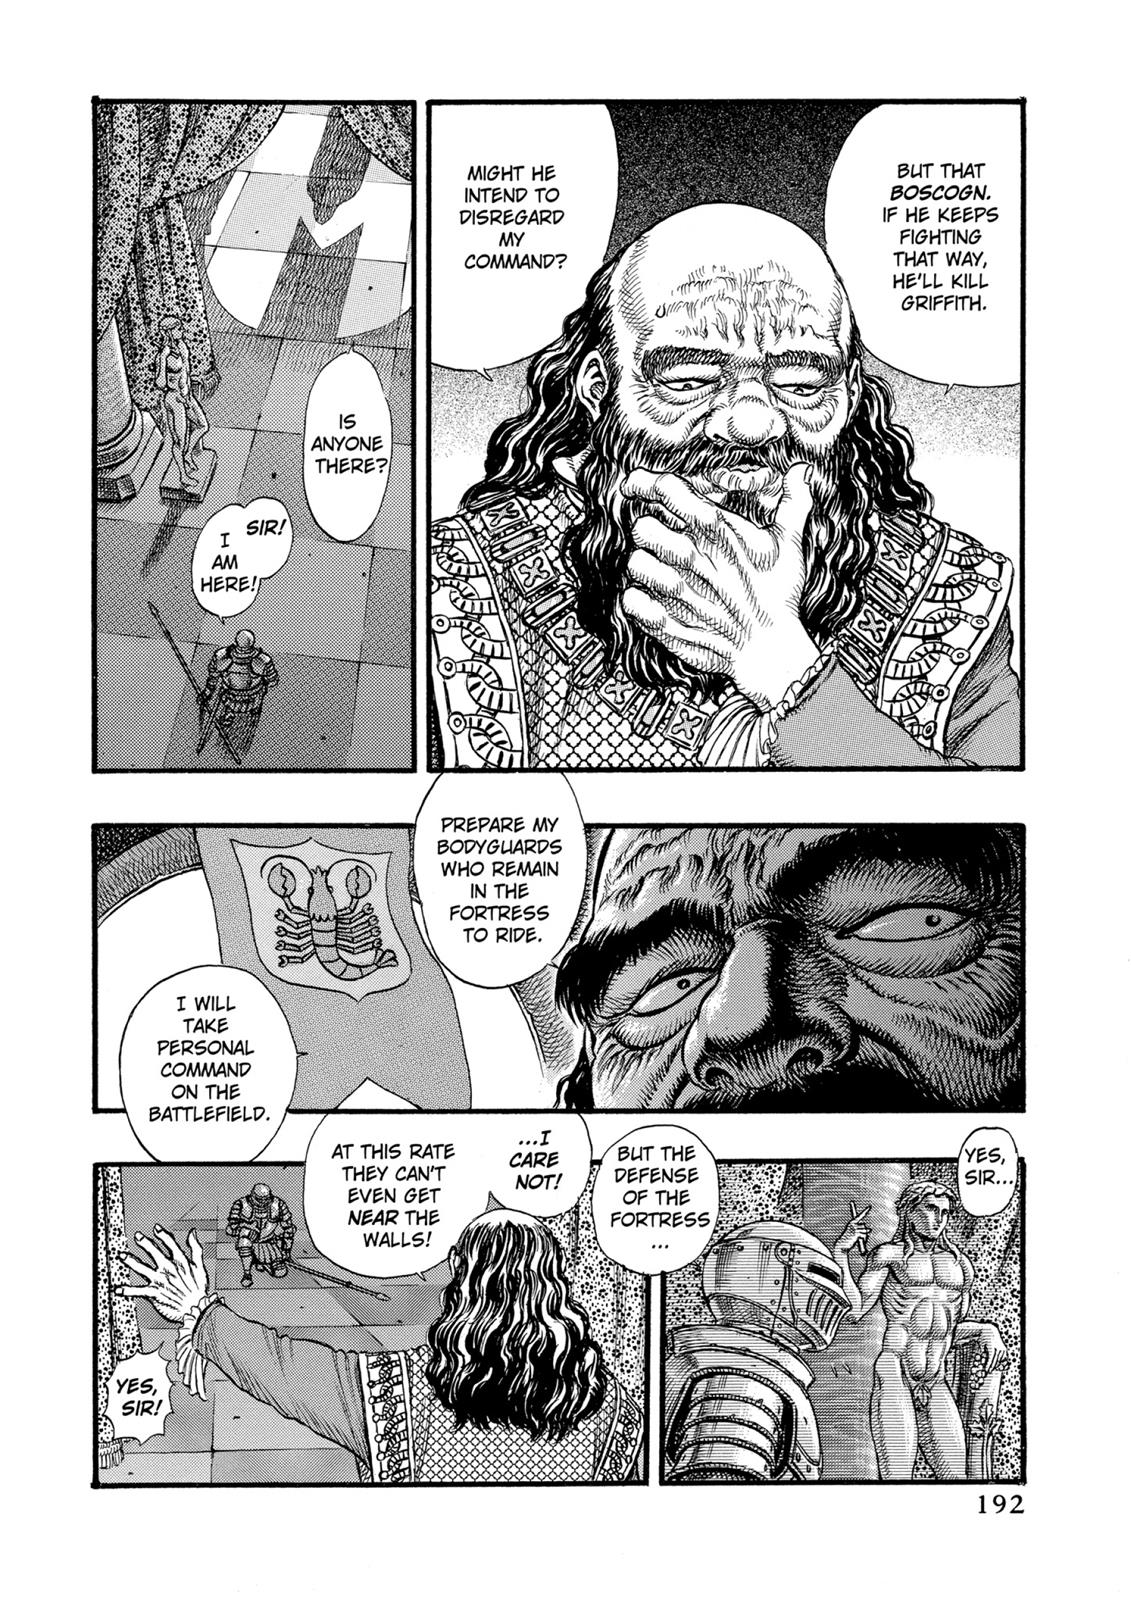 BUT THAT
BOSCOGN.
IF HE KEEPS
FIGHTING
THAT WAY,
HE'LL KILL
GRIFFITH.
MIGHT HE
INTEND TO
DISREGARD
MY
COMMAND?
IS
ANYONE
THERE?
SIR!
I
AM
HERE!
PREPARE MY
BODYGUARDS
WHO REMAIN
IN THE
FORTRESS
TO RIDE.
I WILL
TAKE
PERSONAL
COMMAND
ON THE
BATTLEFIELD.
YES,
SIR...
BUT THE
DEFENSE
OF THE
FORTRESS
...
...I
CARE
NOT!
AT THIS RATE
THEY CAN'T
EVEN GET
NEAR THE
WALLS!
YES,
SIR!
192